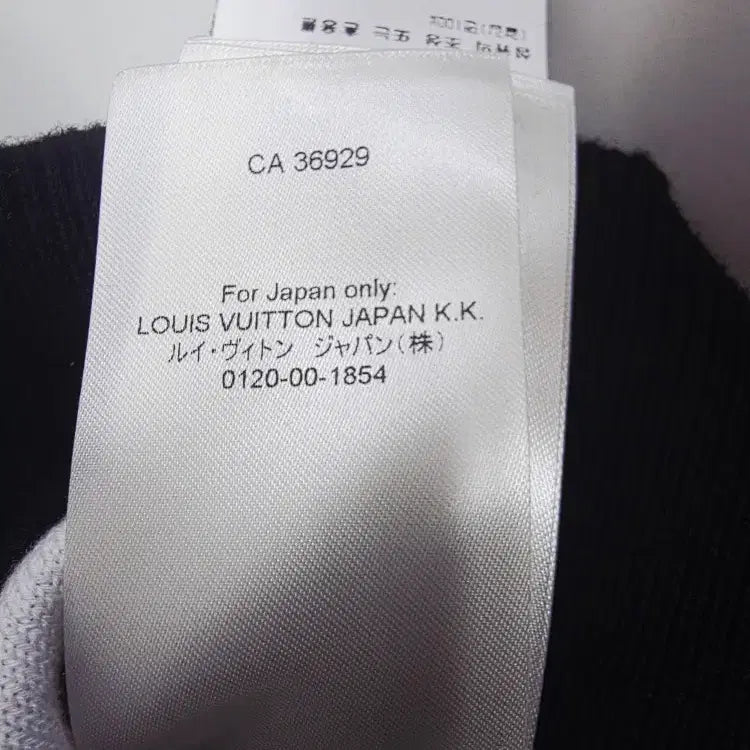 CA 36929
For Japan only:
LOUIS VUITTON JAPAN K.K.
ルイ・ヴィトン ジャパン(株)
0120-00-1854